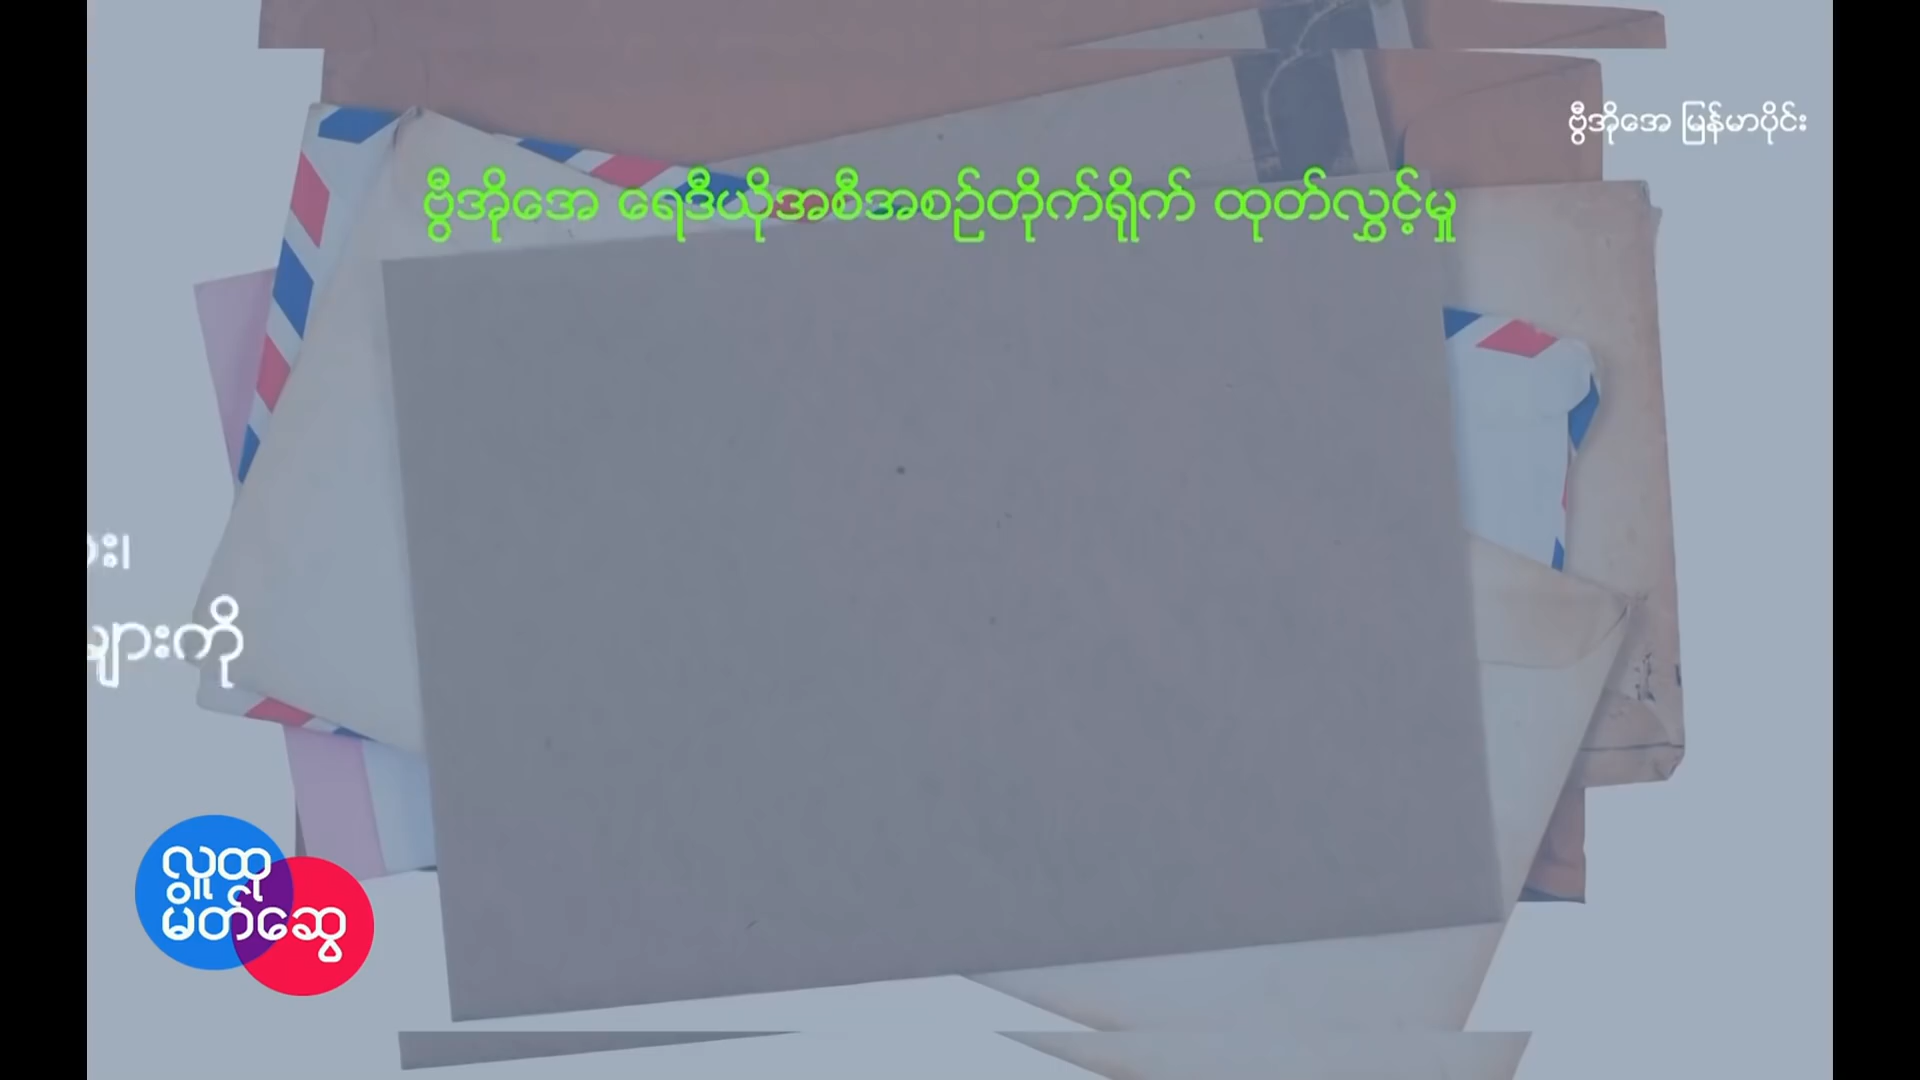 ဗွီအိုအေ မြန်မာပိုင်း
ဗွီအိုအေ ရေဒီယိုအစီအစဉ်တိုက်ရိုက် ထုတ်လွှင့်မှု
များကို
လူထု
မိတ်ဆွေ